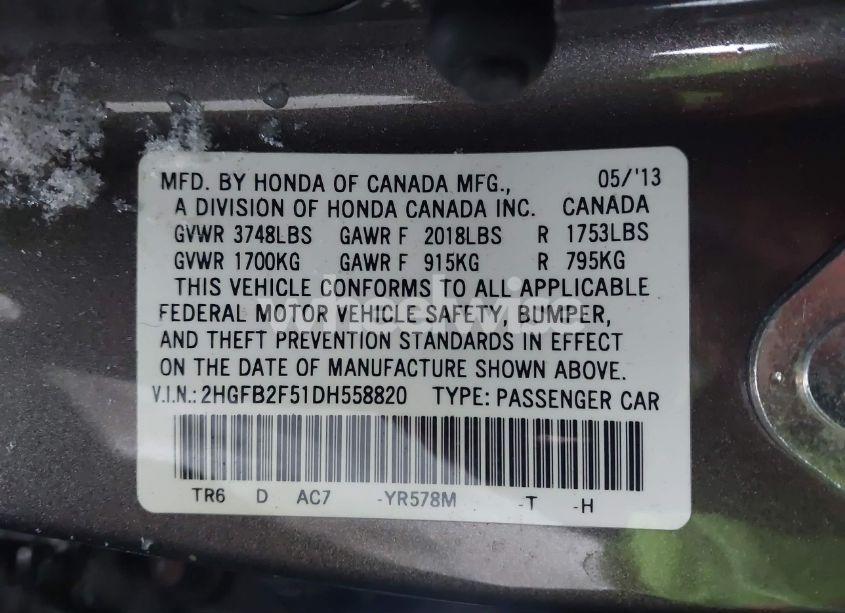 MFD. BY HONDA OF CANADA MFG., 05/'13
A DIVISION OF HONDA CANADA INC. CANADA
GVWR 3748LBS GAWR F 2018LBS R 1753LBS
GVWR 1700KG GAWR F 915KG R 795KG
THIS VEHICLE CONFORMS TO ALL APPLICABLE
FEDERAL MOTOR VEHICLE SAFETY, BUMPER,
wheelwise
AND THEFT PREVENTION STANDARDS IN EFFECT
ON THE DATE OF MANUFACTURE SHOWN ABOVE.
V.I.N.: 2HGFB2F51DH558820 TYPE: PASSENGER CAR
TR6 D AC7 -YR578M -T -H